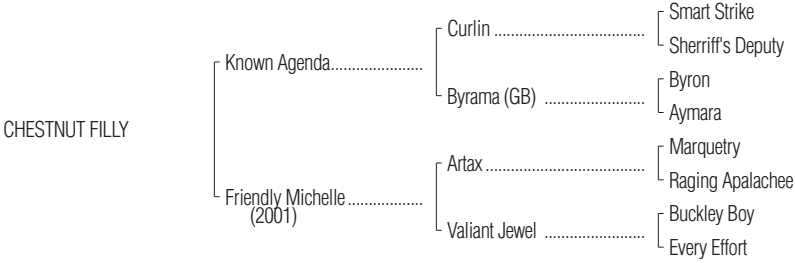 Smart Strike
Curlin ......................................
Sherriff's Deputy
Known Agenda......................
Byron
Byrama (GB) .........................
Aymara
CHESTNUT FILLY
Marquetry
Artax.......................................
Raging Apalachee
Friendly Michelle..................
(2001)
Buckley Boy
Valiant Jewel .........................
Every Effort